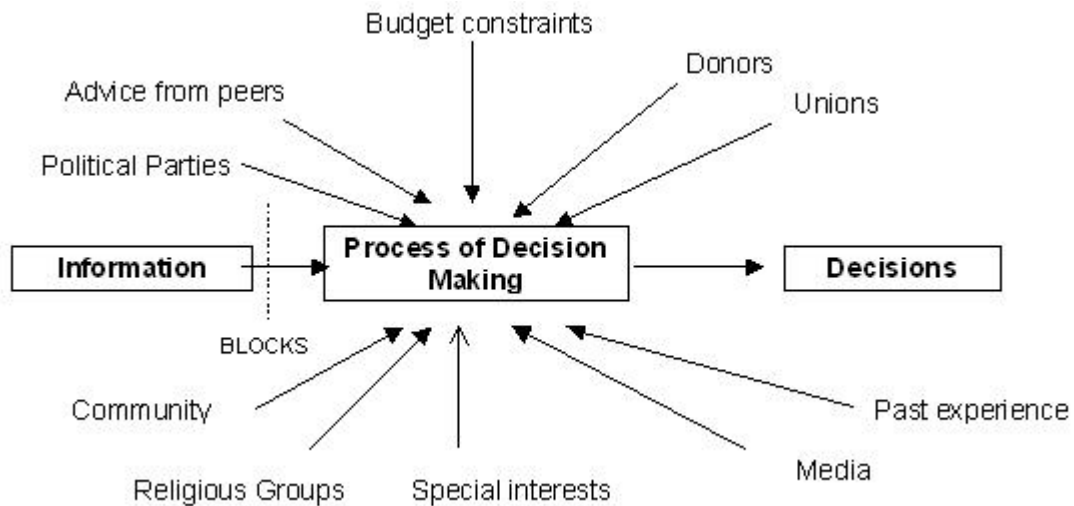 Budget constraints
Donors
Advice from peers
Unions
Political Parties
Process of Decision
Making
Information
Decisions
BLOCKS
Community
Past experience
Media
Religious Groups
Special interests